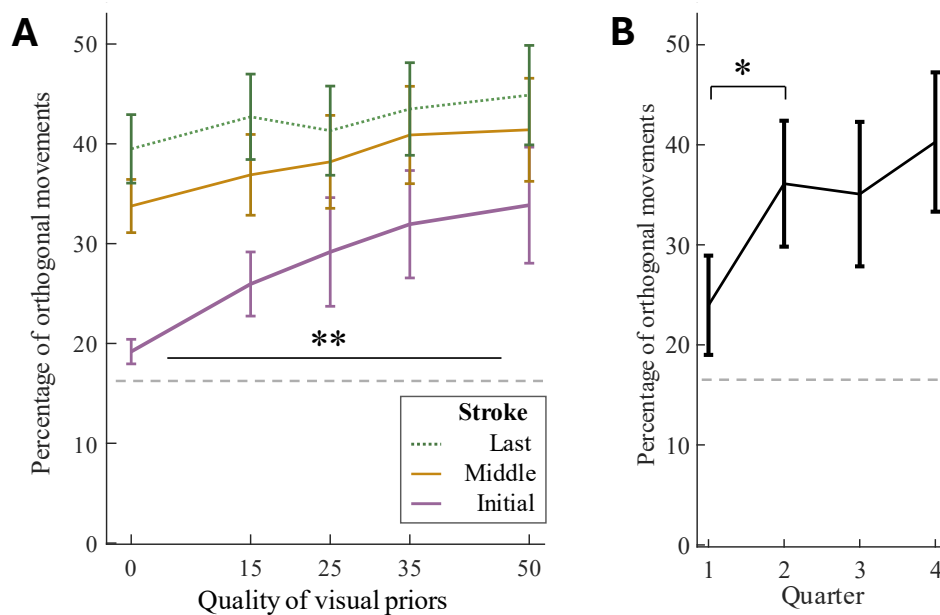 A
Percentage of orthogonal movements
50
40
30
20
10
0
**
Stroke
Last
Middle
Initial
0 15 25 35 50
Quality of visual priors
B
Percentage of orthogonal movements
50
40
30
20
10
0
*
1 2 3 4
Quarter